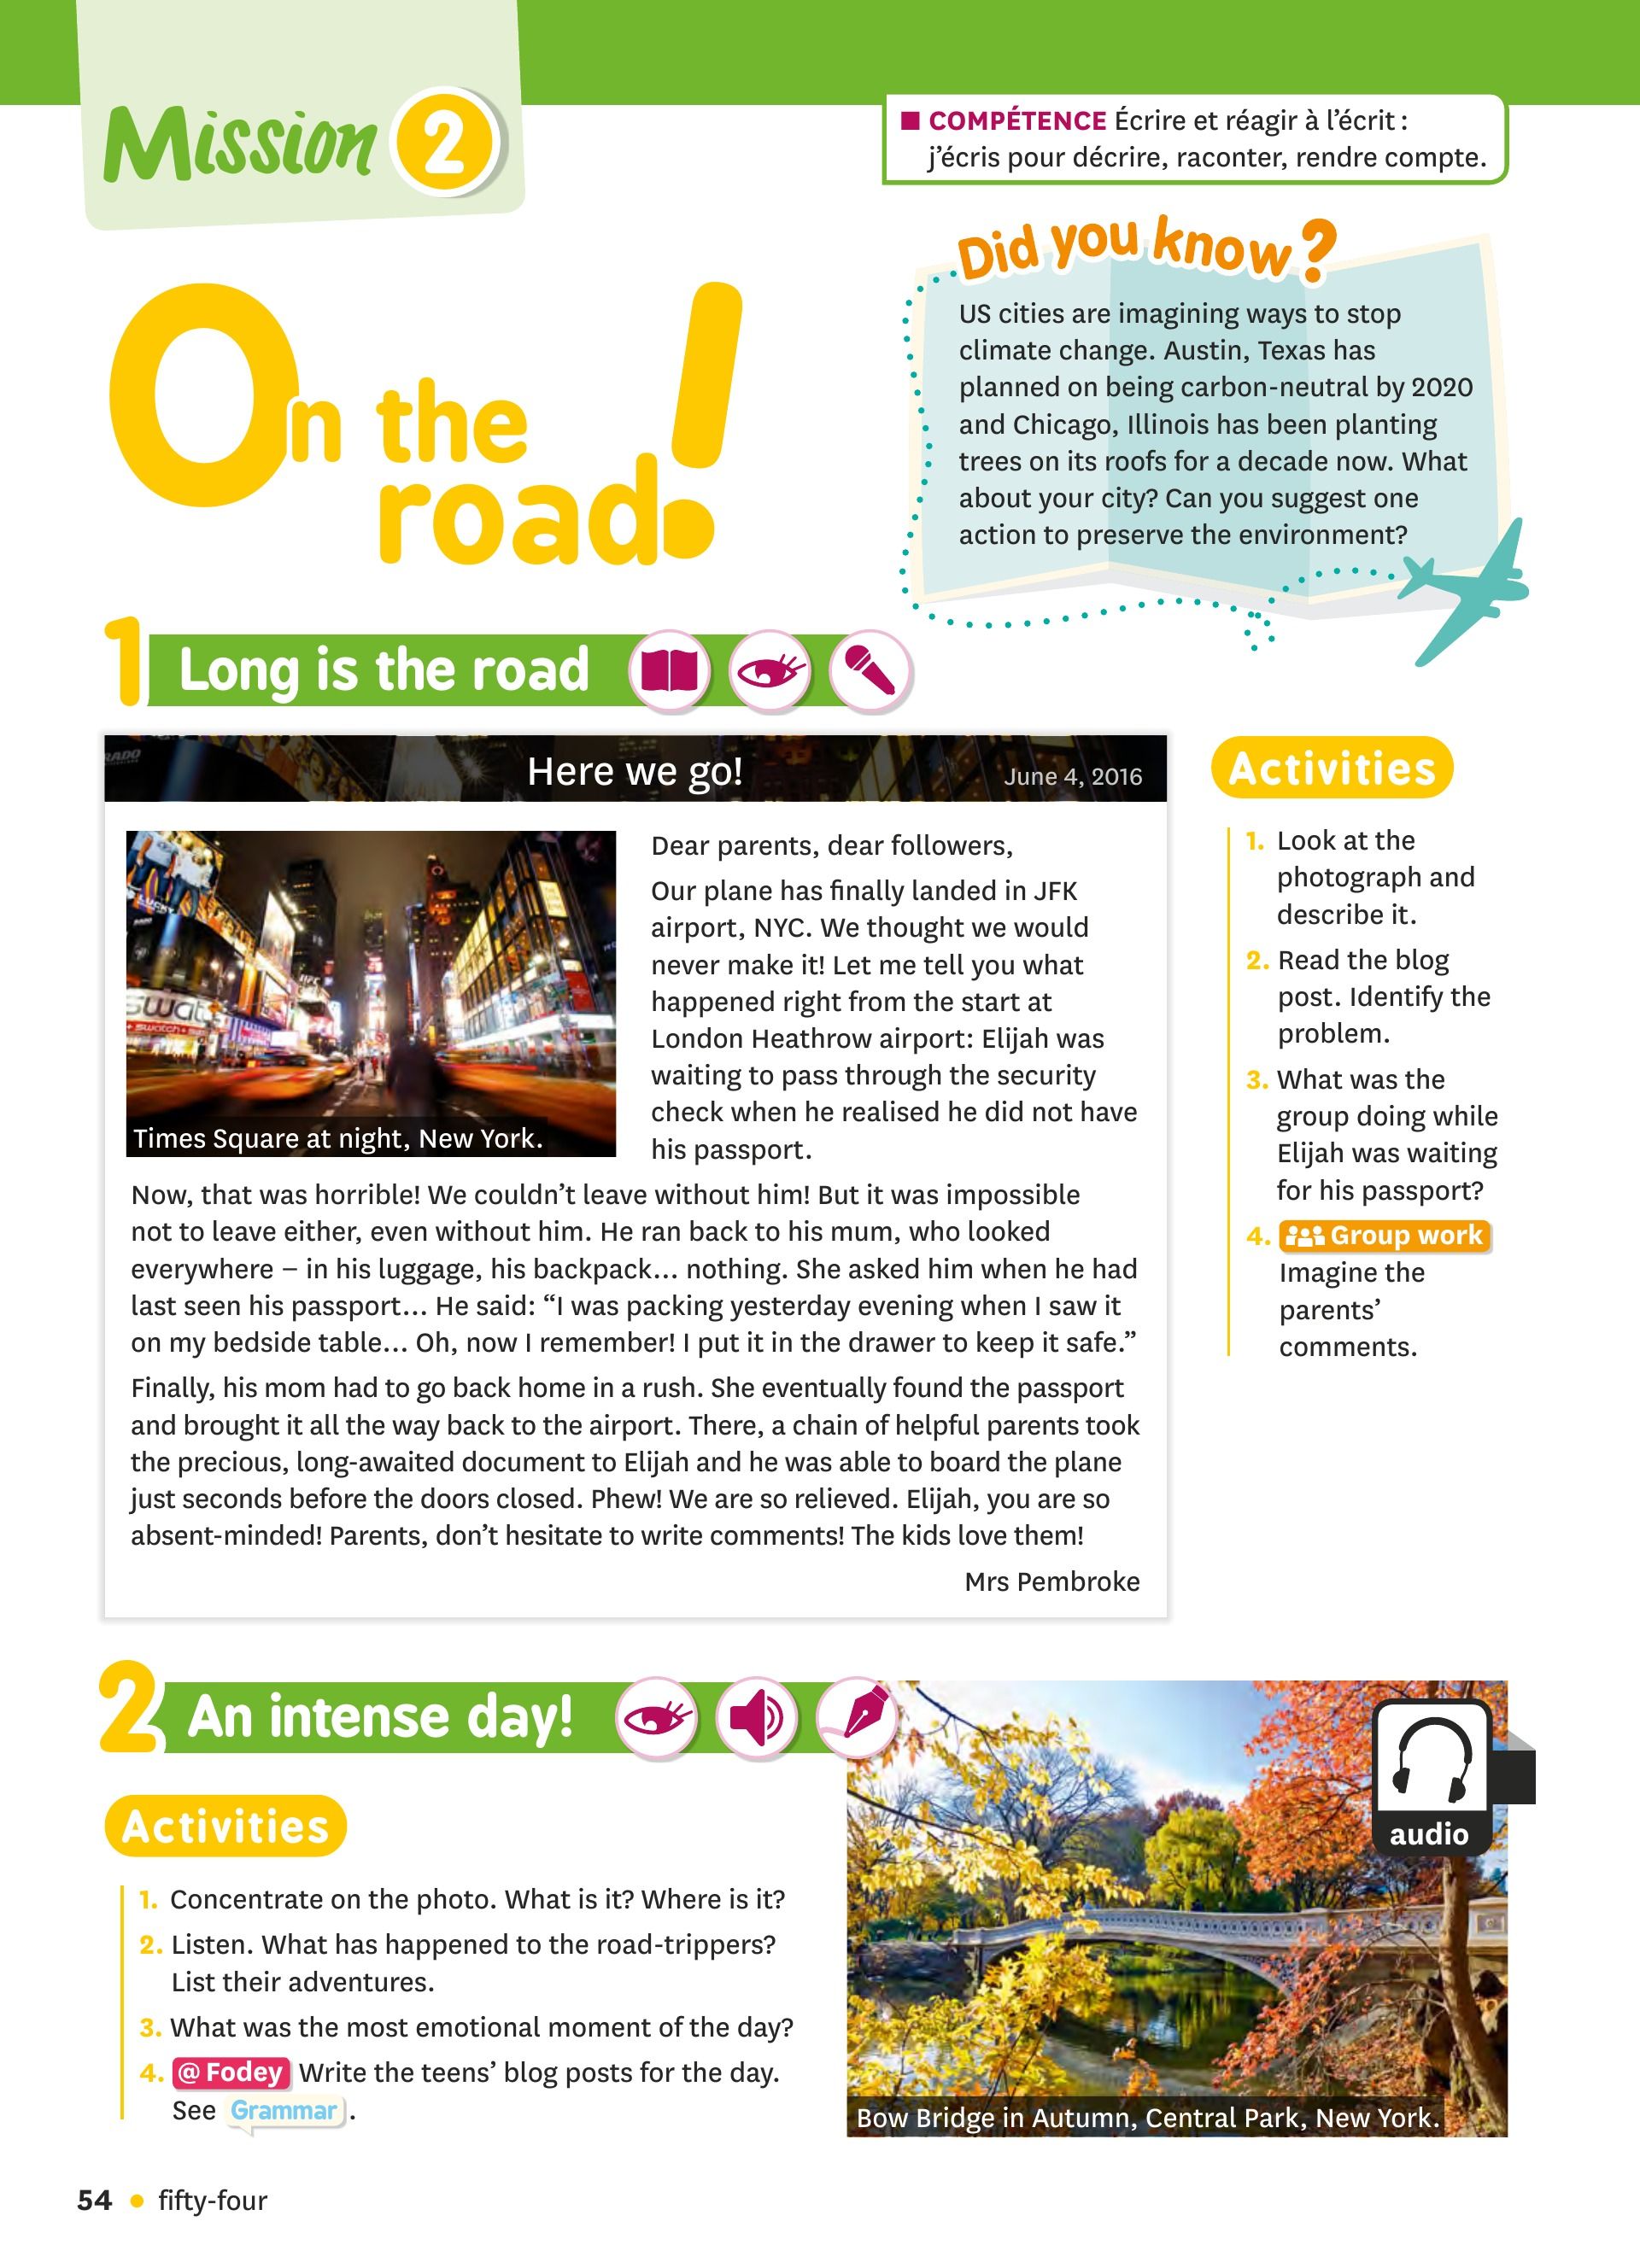 Mission 2
■ COMPÉTENCE Écrire et réagir à l'écrit :
j'écris pour décrire, raconter, rendre compte.
On the
road!
Did you know?
US cities are imagining ways to stop
climate change. Austin, Texas has
planned on being carbon-neutral by 2020
and Chicago, Illinois has been planting
trees on its roofs for a decade now. What
about your city? Can you suggest one
action to preserve the environment?
1 Long is the road
Here we go!
June 4, 2016
Times Square at night, New York.
Dear parents, dear followers,
Our plane has finally landed in JFK
airport, NYC. We thought we would
never make it! Let me tell you what
happened right from the start at
London Heathrow airport: Elijah was
waiting to pass through the security
check when he realised he did not have
his passport.
Now, that was horrible! We couldn't leave without him! But it was impossible
not to leave either, even without him. He ran back to his mum, who looked
everywhere – in his luggage, his backpack... nothing. She asked him when he had
last seen his passport... He said: “I was packing yesterday evening when I saw it
on my bedside table... Oh, now I remember! I put it in the drawer to keep it safe.”
Finally, his mom had to go back home in a rush. She eventually found the passport
and brought it all the way back to the airport. There, a chain of helpful parents took
the precious, long-awaited document to Elijah and he was able to board the plane
just seconds before the doors closed. Phew! We are so relieved. Elijah, you are so
absent-minded! Parents, don't hesitate to write comments! The kids love them!
Mrs Pembroke
Activities
1. Look at the
photograph and
describe it.
2. Read the blog
post. Identify the
problem.
3. What was the
group doing while
Elijah was waiting
for his passport?
4. Group work
Imagine the
parents'
comments.
2 An intense day!
Activities
1. Concentrate on the photo. What is it? Where is it?
2. Listen. What has happened to the road-trippers?
List their adventures.
3. What was the most emotional moment of the day?
4. @ Fodey Write the teens' blog posts for the day.
See Grammar .
audio
Bow Bridge in Autumn, Central Park, New York.
54 • fifty-four